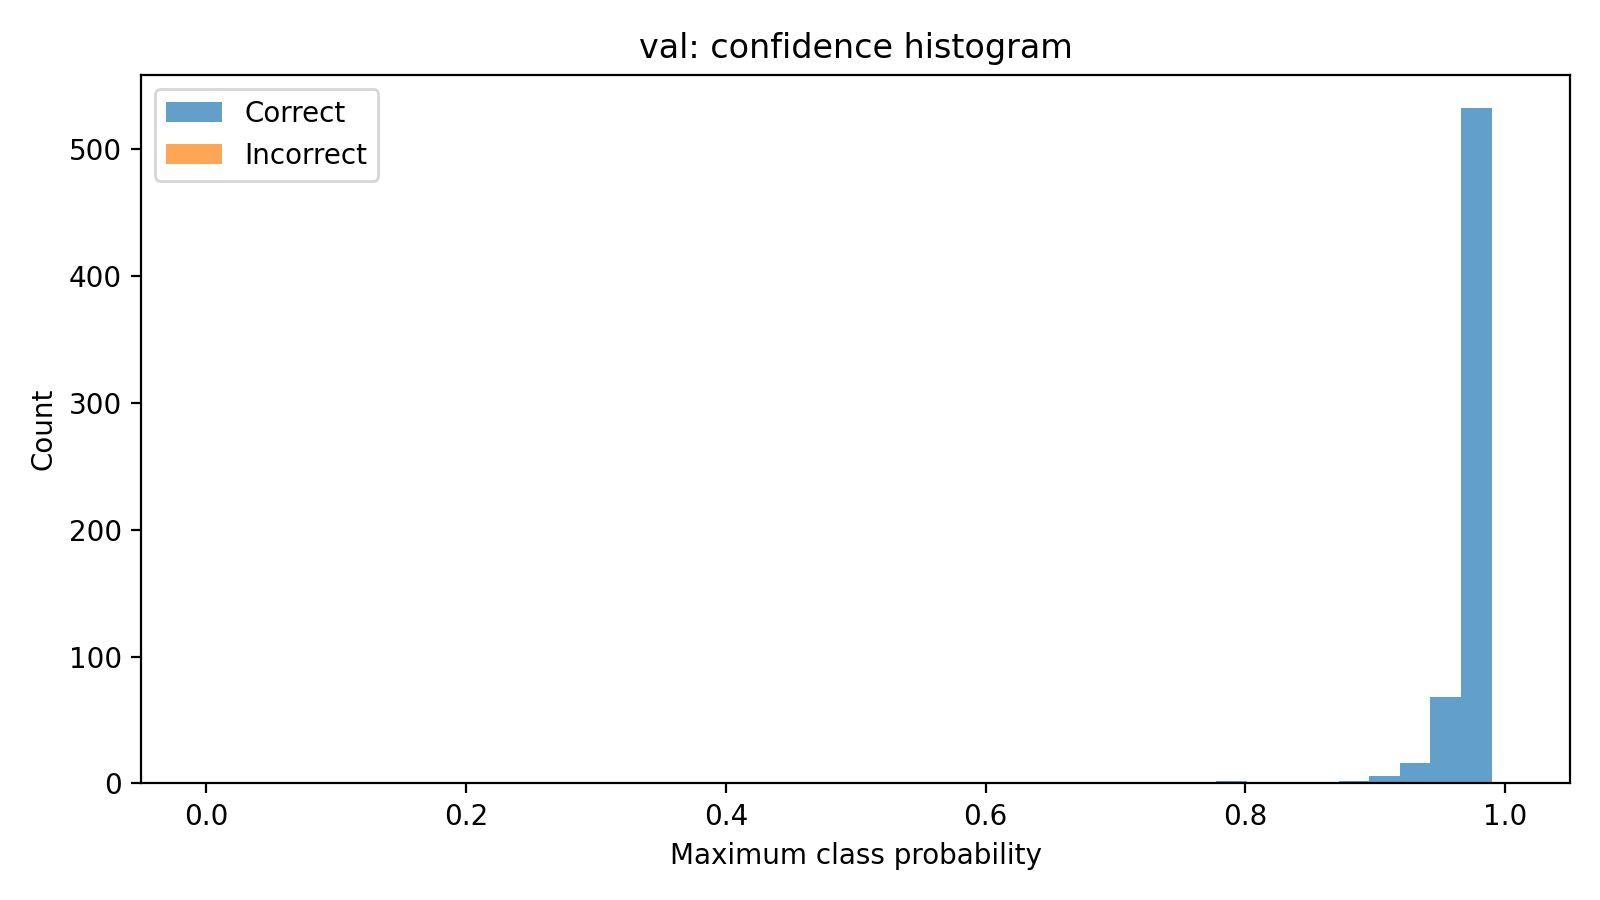 val: confidence histogram
Correct
Incorrect
500
400
300
200
100
0
Count
0.0 0.2 0.4 0.6 0.8 1.0
Maximum class probability